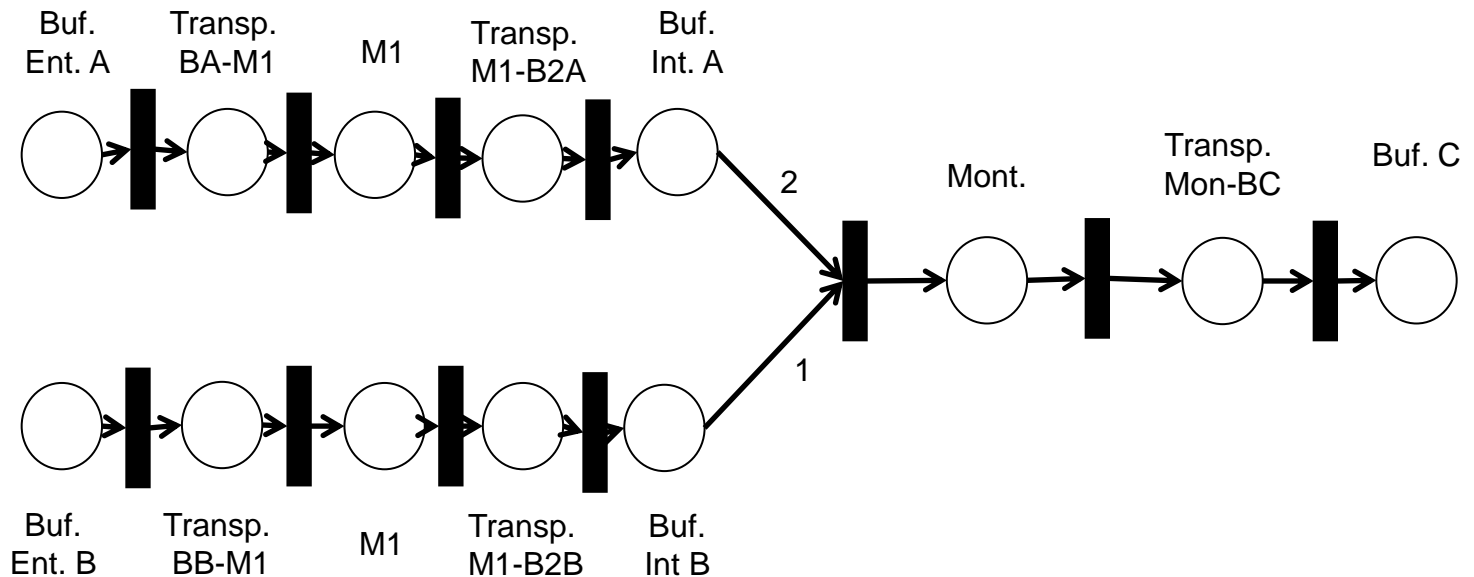 Buf.
Ent. A
Transp.
BA-M1
M1
Transp.
M1-B2A
Buf.
Int. A
2
Mont.
Transp.
Mon-BC
Buf. C
1
Buf.
Ent. B
Transp.
BB-M1
M1
Transp.
M1-B2B
Buf.
Int B